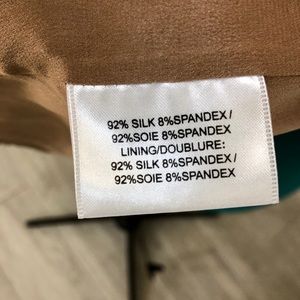 92% SILK 8%SPANDEX /
92%SOIE 8%SPANDEX
LINING/DOUBLURE:
92% SILK 8%SPANDEX /
92%SOIE 8%SPANDEX